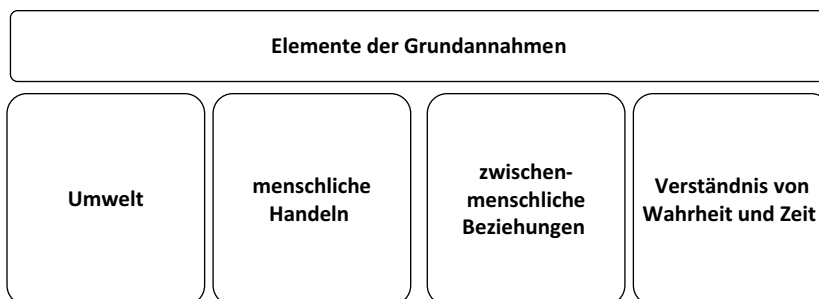 Elemente der Grundannahmen
Umwelt
menschliche
Handeln
zwischen-
menschliche
Beziehungen
Verständnis von
Wahrheit und Zeit